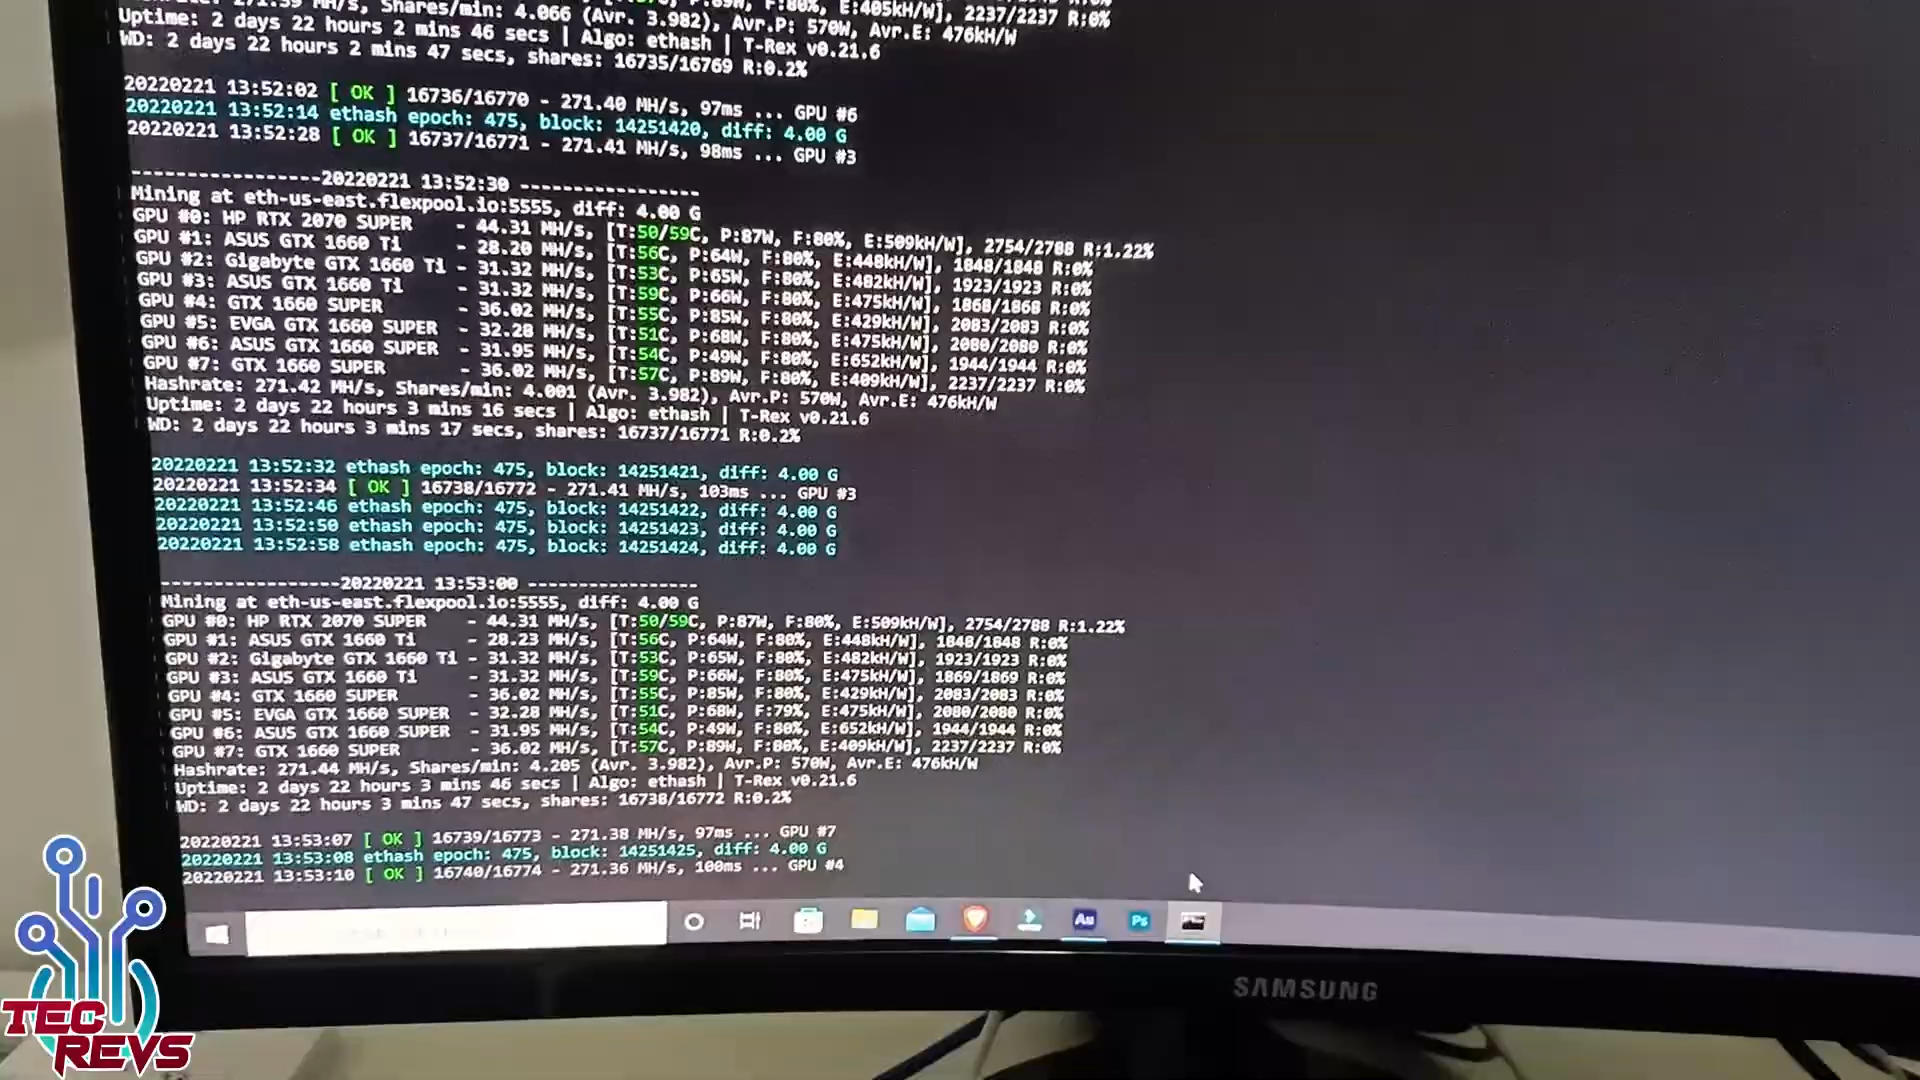 271.39 MH/s, Shares/min: 4.066 (Avr. 3.982), Avr.P: 570W, Avr.E: 476kH/W
E:405kH/W], 2237/2237 R:0%
Uptime: 2 days 22 hours 2 mins 46 secs | Algo: ethash | T-Rex v0.21.6
WD: 2 days 22 hours 2 mins 47 secs, shares: 16735/16769 R:0.2%
20220221 13:52:02 [ OK ] 16736/16770 - 271.40 MH/s, 97ms ... GPU #6
20220221 13:52:14 ethash epoch: 475, block: 14251420, diff: 4.00 G
20220221 13:52:28 [ OK ] 16737/16771 - 271.41 MH/s, 98ms ... GPU #3
-----------------20220221 13:52:30 -----------------
Mining at eth-us-east.flexpool.io:5555, diff: 4.00 G
GPU #0: HP RTX 2070 SUPER - 44.31 MH/s, [T:50/59C, P:87W, F:80%, E:509kH/W], 2754/2788 R:1.22%
GPU #1: ASUS GTX 1660 Ti - 28.20 MH/s, [T:56C, P:64W, F:80%, E:448kH/W], 1848/1848 R:0%
GPU #2: Gigabyte GTX 1660 Ti - 31.32 MH/s, [T:53C, P:65W, F:80%, E:482kH/W], 1923/1923 R:0%
GPU #3: ASUS GTX 1660 Ti - 31.32 MH/s, [T:59C, P:66W, F:80%, E:475kH/W], 1868/1868 R:0%
GPU #4: GTX 1660 SUPER - 36.02 MH/s, [T:55C, P:85W, F:80%, E:429kH/W], 2083/2083 R:0%
GPU #5: EVGA GTX 1660 SUPER - 32.28 MH/s, [T:51C, P:68W, F:80%, E:475kH/W], 2080/2080 R:0%
GPU #6: ASUS GTX 1660 SUPER - 31.95 MH/s, [T:54C, P:49W, F:80%, E:652kH/W], 1944/1944 R:0%
GPU #7: GTX 1660 SUPER - 36.02 MH/s, [T:57C, P:89W, F:80%, E:409kH/W], 2237/2237 R:0%
Hashrate: 271.42 MH/s, Shares/min: 4.001 (Avr. 3.982), Avr.P: 570W, Avr.E: 476kH/W
Uptime: 2 days 22 hours 3 mins 16 secs | Algo: ethash | T-Rex v0.21.6
WD: 2 days 22 hours 3 mins 17 secs, shares: 16737/16771 R:0.2%
20220221 13:52:32 ethash epoch: 475, block: 14251421, diff: 4.00 G
20220221 13:52:34 [ OK ] 16738/16772 - 271.41 MH/s, 103ms ... GPU #3
20220221 13:52:46 ethash epoch: 475, block: 14251422, diff: 4.00 G
20220221 13:52:50 ethash epoch: 475, block: 14251423, diff: 4.00 G
20220221 13:52:58 ethash epoch: 475, block: 14251424, diff: 4.00 G
-----------------20220221 13:53:00 -----------------
Mining at eth-us-east.flexpool.io:5555, diff: 4.00 G
GPU #0: HP RTX 2070 SUPER - 44.31 MH/s, [T:50/59C, P:87W, F:80%, E:509kH/W], 2754/2788 R:1.22%
GPU #1: ASUS GTX 1660 Ti - 28.23 MH/s, [T:56C, P:64W, F:80%, E:448kH/W], 1848/1848 R:0%
GPU #2: Gigabyte GTX 1660 Ti - 31.32 MH/s, [T:53C, P:65W, F:80%, E:482kH/W], 1923/1923 R:0%
GPU #3: ASUS GTX 1660 Ti - 31.32 MH/s, [T:59C, P:66W, F:80%, E:475kH/W], 1869/1869 R:0%
GPU #4: GTX 1660 SUPER - 36.02 MH/s, [T:55C, P:85W, F:80%, E:429kH/W], 2083/2083 R:0%
GPU #5: EVGA GTX 1660 SUPER - 32.28 MH/s, [T:51C, P:68W, F:79%, E:475kH/W], 2080/2080 R:0%
GPU #6: ASUS GTX 1660 SUPER - 31.95 MH/s, [T:54C, P:49W, F:80%, E:652kH/W], 1944/1944 R:0%
GPU #7: GTX 1660 SUPER - 36.02 MH/s, [T:57C, P:89W, F:80%, E:409kH/W], 2237/2237 R:0%
Hashrate: 271.44 MH/s, Shares/min: 4.205 (Avr. 3.982), Avr.P: 570W, Avr.E: 476kH/W
Uptime: 2 days 22 hours 3 mins 46 secs | Algo: ethash | T-Rex v0.21.6
WD: 2 days 22 hours 3 mins 47 secs, shares: 16738/16772 R:0.2%
20220221 13:53:07 [ OK ] 16739/16773 - 271.38 MH/s, 97ms ... GPU #7
20220221 13:53:08 ethash epoch: 475, block: 14251425, diff: 4.00 G
20220221 13:53:10 [ OK ] 16740/16774 - 271.36 MH/s, 100ms ... GPU #4
Au
Ps
SAMSUNG
TEC
REVS